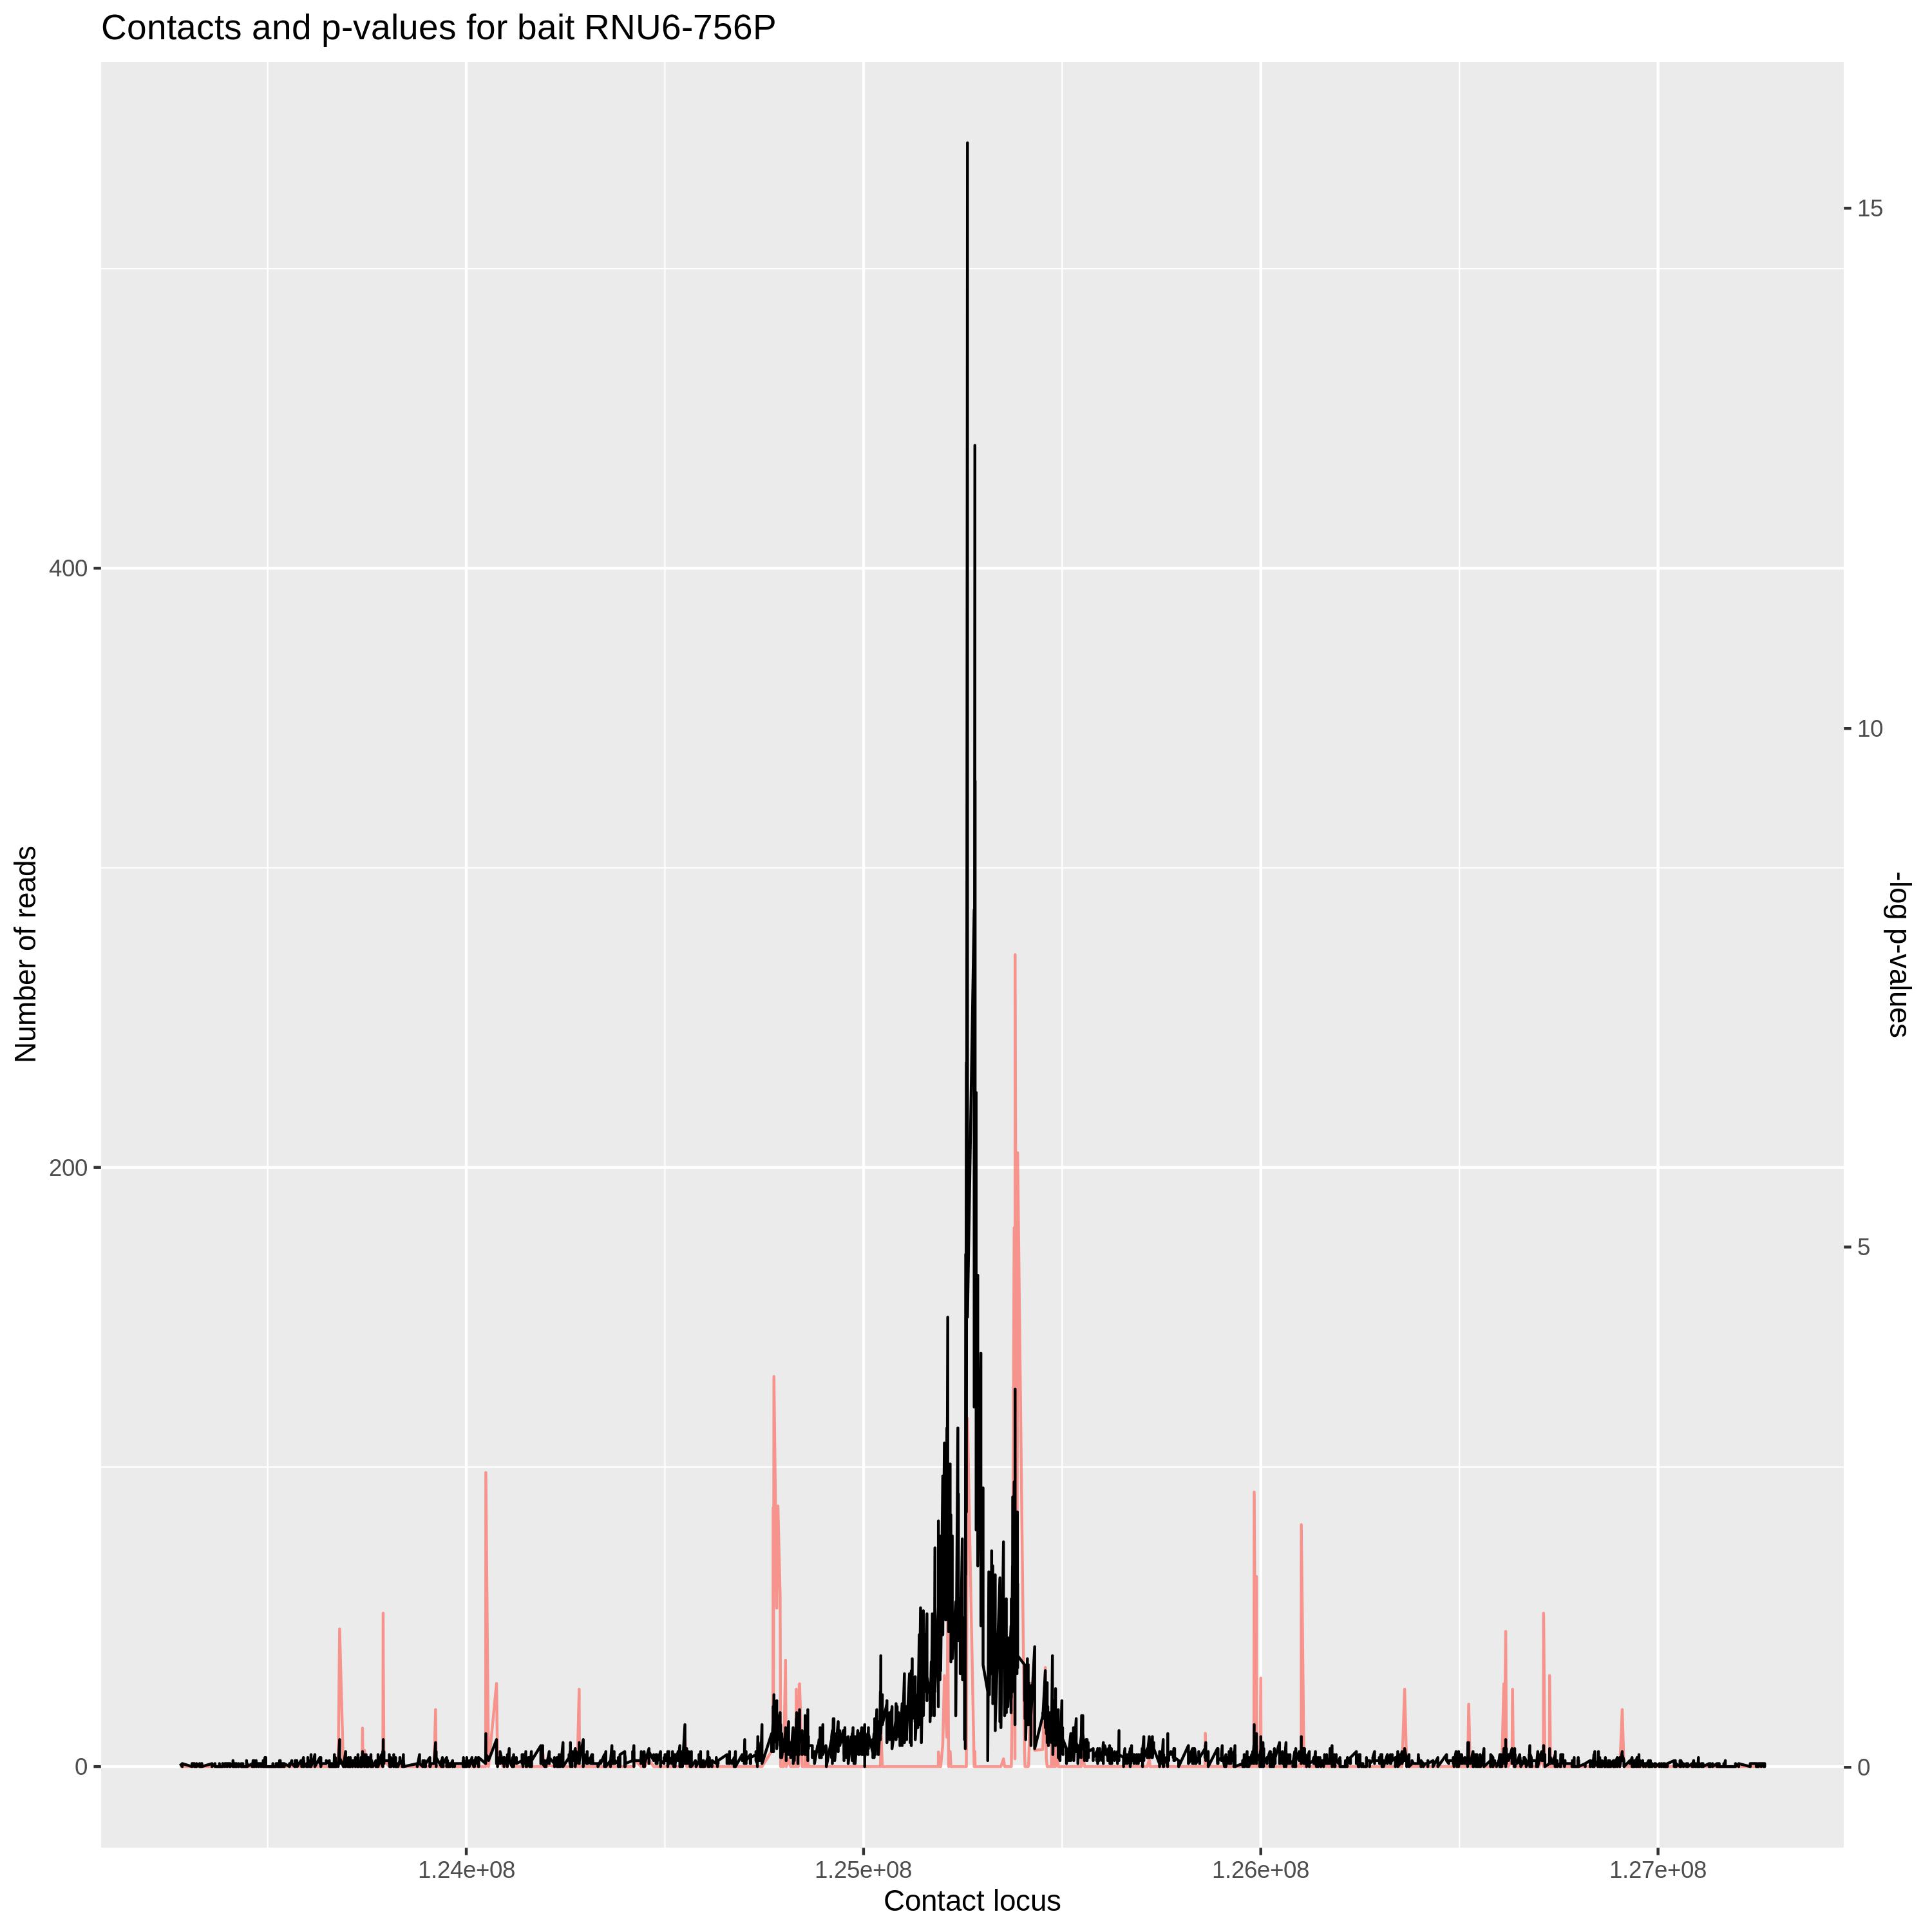 Contacts and p-values for bait RNU6-756P
400
200
0
Number of reads
15
10
5
0
-log p-values
1.24e+08
1.25e+08
1.26e+08
1.27e+08
Contact locus